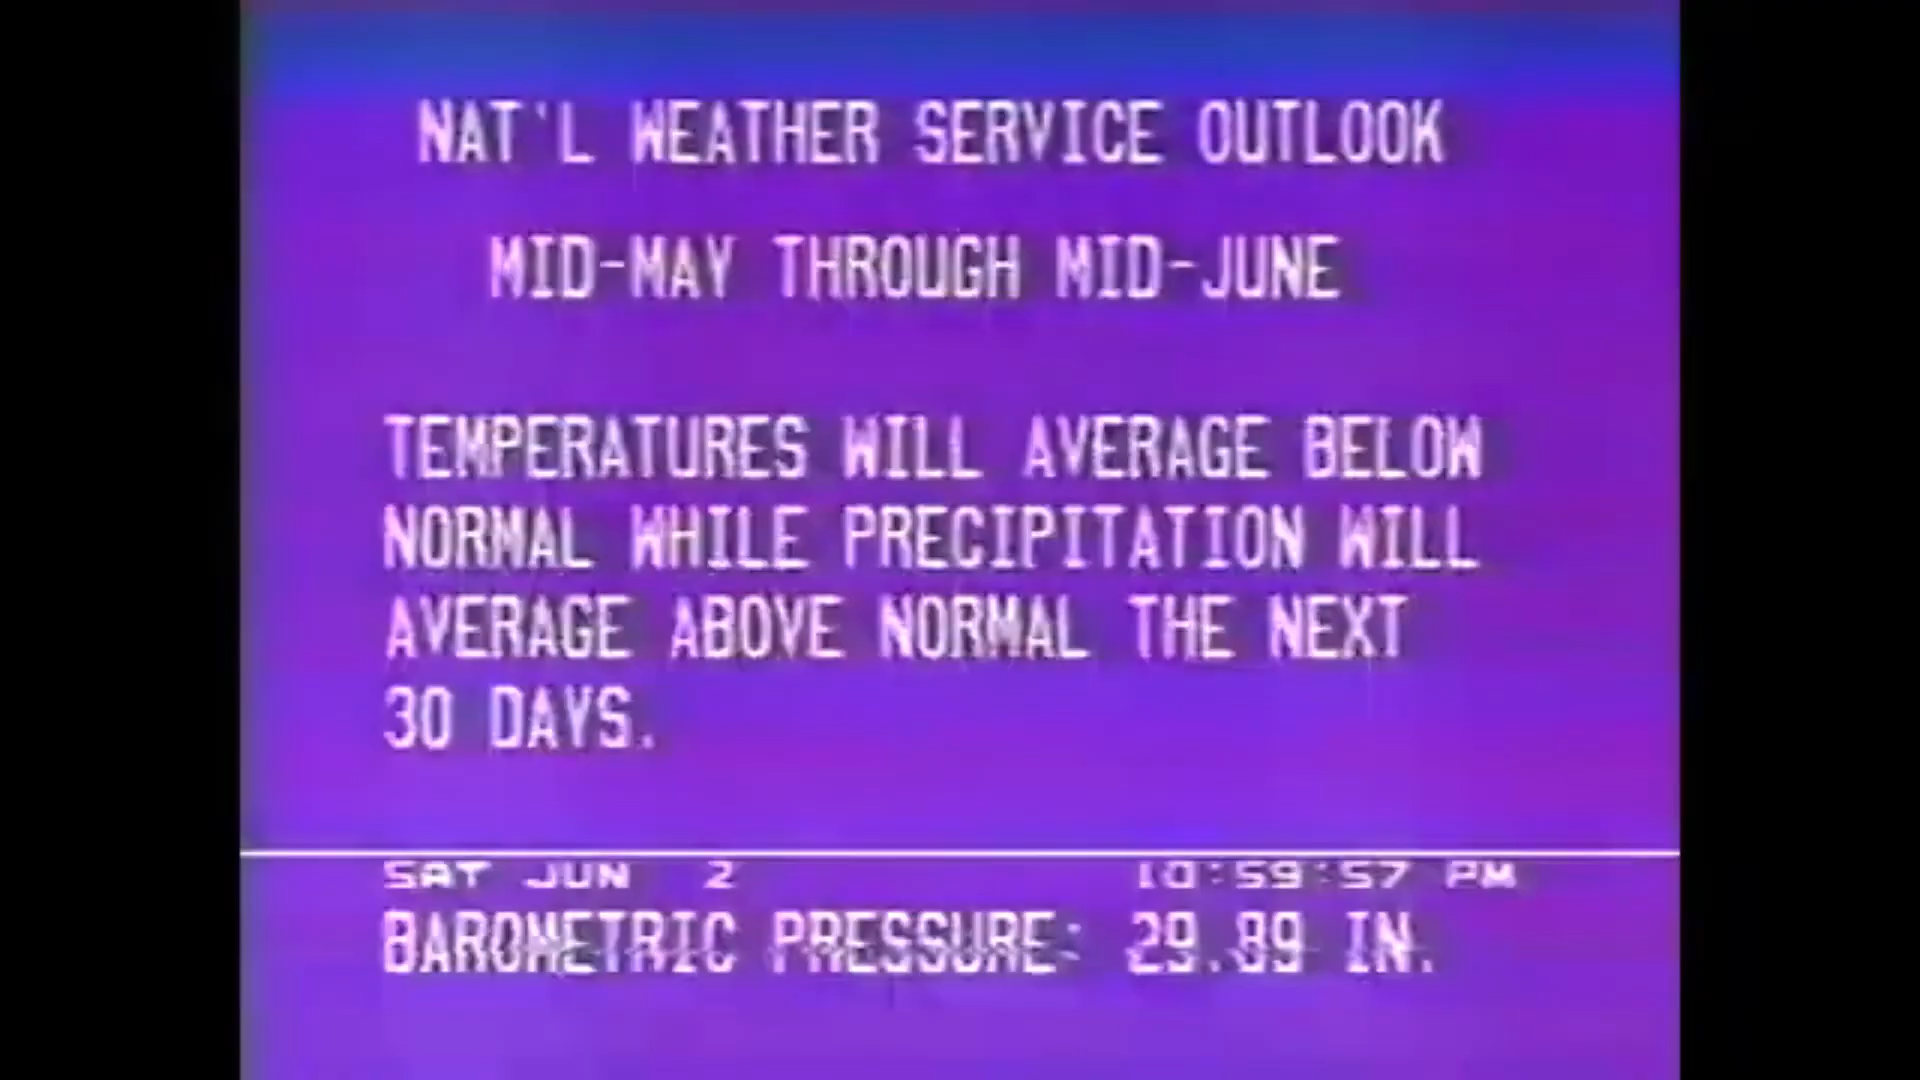 NAT'L WEATHER SERVICE OUTLOOK
MID-MAY THROUGH MID-JUNE
TEMPERATURES WILL AVERAGE BELOW
NORMAL WHILE PRECIPITATION WILL
AVERAGE ABOVE NORMAL THE NEXT
30 DAYS.
SAT JUN 2 10:59:57 PM
BAROMETRIC PRESSURE: 29.89 IN.